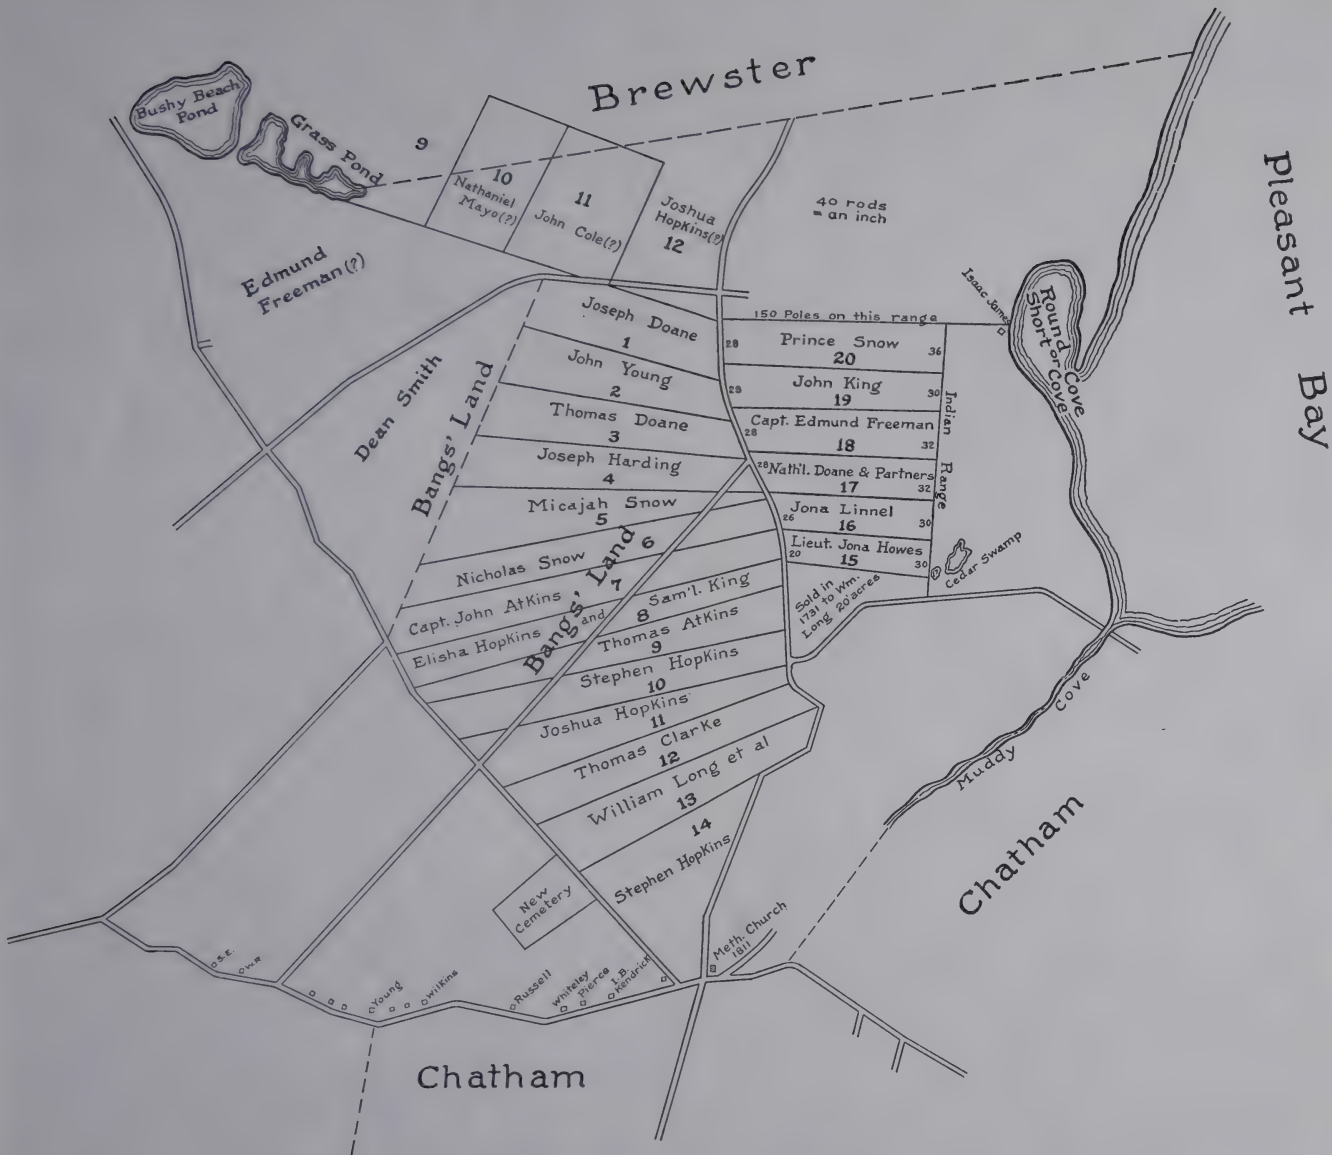 Brewster
Bushy Beach
Pond
Grass Pond
9
10
Nathaniel
Mayo(?)
11
John Cole(?)
Joshua
Hopkins(?)
12
40 rods
= an inch
Pleasant Bay
Edmund
Freeman(?)
Isaac James
Round Cove
or
Short Cove
Dean Smith
Bangs' Land
Joseph Doane
1
John Young
2
Thomas Doane
3
Joseph Harding
4
Micajah Snow
5
Nicholas Snow
6
Capt. John Atkins
7
Elisha Hopkins and Sam'l. King
8
Bangs' Land
Thomas Atkins
9
Stephen Hopkins
10
Joshua Hopkins
11
Thomas Clarke
12
William Long et al
13
14
Stephen Hopkins
150 Poles on this range
28 Prince Snow 36
20
28 John King 30
19
28 Capt. Edmund Freeman 32
18
28 Nath'l. Doane & Partners 32
17
26 Jona Linnel 30
16
20 Lieut. Jona Howes 30
15
Indian Range
Cedar Swamp
Sold in
1731 to Wm.
Long 20 acres
Muddy Cove
Chatham
New
Cemetery
Meth. Church
1811
S.E.
W.R
Young
Wilkins
Russell
Whiteley
Pierce
I.B.
Kendrick
Chatham